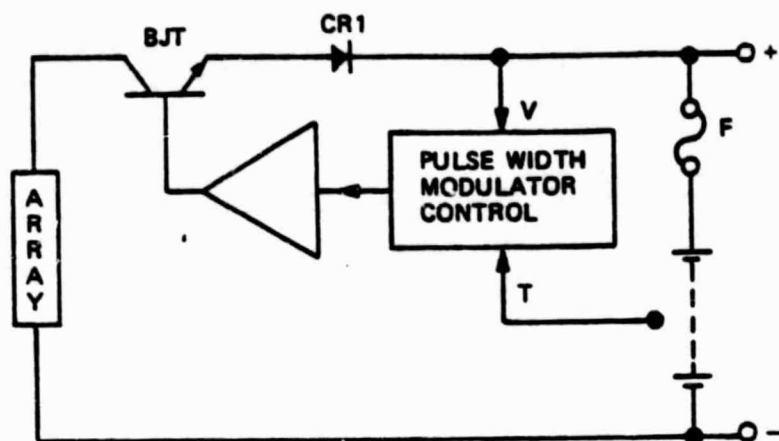 BJT
CR1
+
V
F
PULSE WIDTH
MODULATOR
CONTROL
ARRAY
T
−